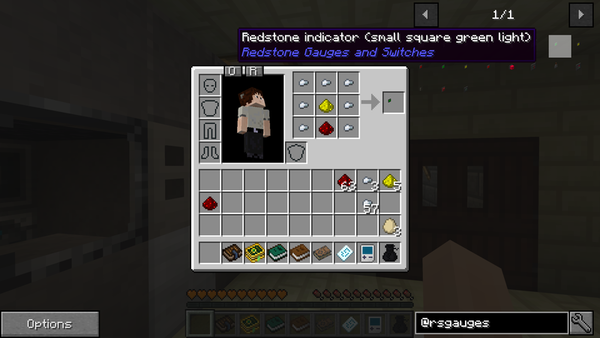 1/1
Redstone indicator (small square green light)
Redstone Gauges and Switches
O R
63 3 5
57
3
Options
@rsgauges